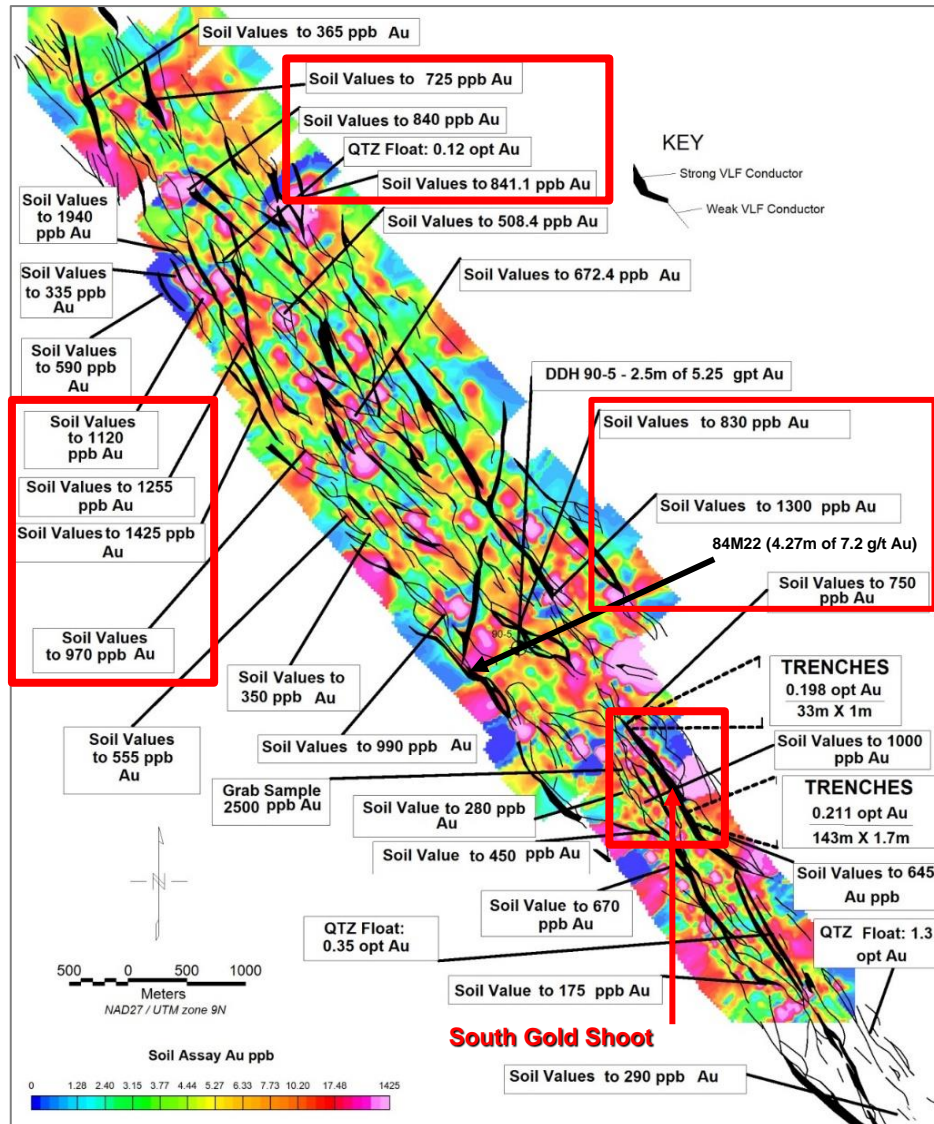 Soil Values to 365 ppb Au
Soil Values to 725 ppb Au
Soil Values to 840 ppb Au
QTZ Float: 0.12 opt Au
Soil Values to 841.1 ppb Au
Soil Values to 508.4 ppb Au
Soil Values to 672.4 ppb Au
KEY
Strong VLF Conductor
Weak VLF Conductor
Soil Values
to 1940
ppb Au
Soil Values
to 335 ppb
Au
Soil Values
to 590 ppb
Au
Soil Values
to 1120
ppb Au
Soil Values to 1255
ppb Au
Soil Values to 1425 ppb
Au
Soil Values
to 970 ppb Au
DDH 90-5 - 2.5m of 5.25 gpt Au
Soil Values to 830 ppb Au
Soil Values to 1300 ppb Au
84M22 (4.27m of 7.2 g/t Au)
Soil Values to 750
ppb Au
90-5
TRENCHES
0.198 opt Au
33m X 1m
Soil Values to 1000
ppb Au
TRENCHES
0.211 opt Au
143m X 1.7m
Soil Values to 645
Au ppb
QTZ Float: 1.3
opt Au
Soil Values to
350 ppb Au
Soil Values
to 555 ppb
Au
Soil Values to 990 ppb Au
Grab Sample
2500 ppb Au
Soil Value to 280 ppb
Au
Soil Value to 450 ppb Au
Soil Value to 670
ppb Au
QTZ Float:
0.35 opt Au
Soil Value to 175 ppb Au
South Gold Shoot
Soil Values to 290 ppb Au
N
500 0 500 1000
Meters
NAD27 / UTM zone 9N
Soil Assay Au ppb
0 1.28 2.40 3.15 3.77 4.44 5.27 6.33 7.73 10.20 17.48 1425